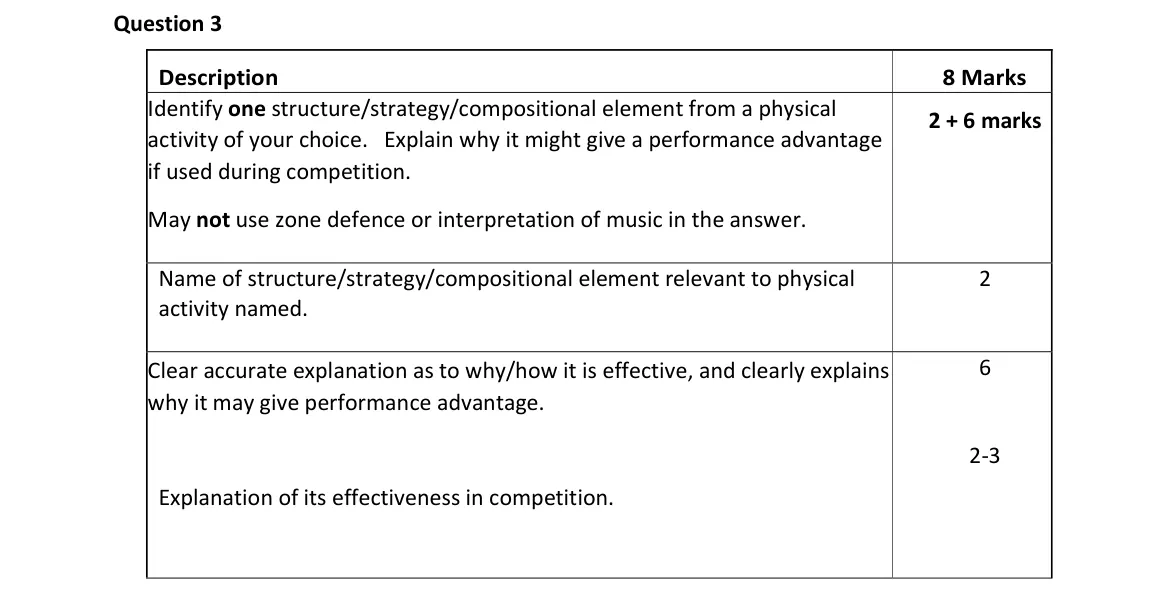 Question 3
Description 8 Marks
Identify one structure/strategy/compositional element from a physical 2 + 6 marks
activity of your choice. Explain why it might give a performance advantage
if used during competition.
May not use zone defence or interpretation of music in the answer.
Name of structure/strategy/compositional element relevant to physical 2
activity named.
Clear accurate explanation as to why/how it is effective, and clearly explains 6
why it may give performance advantage.
2-3
Explanation of its effectiveness in competition.